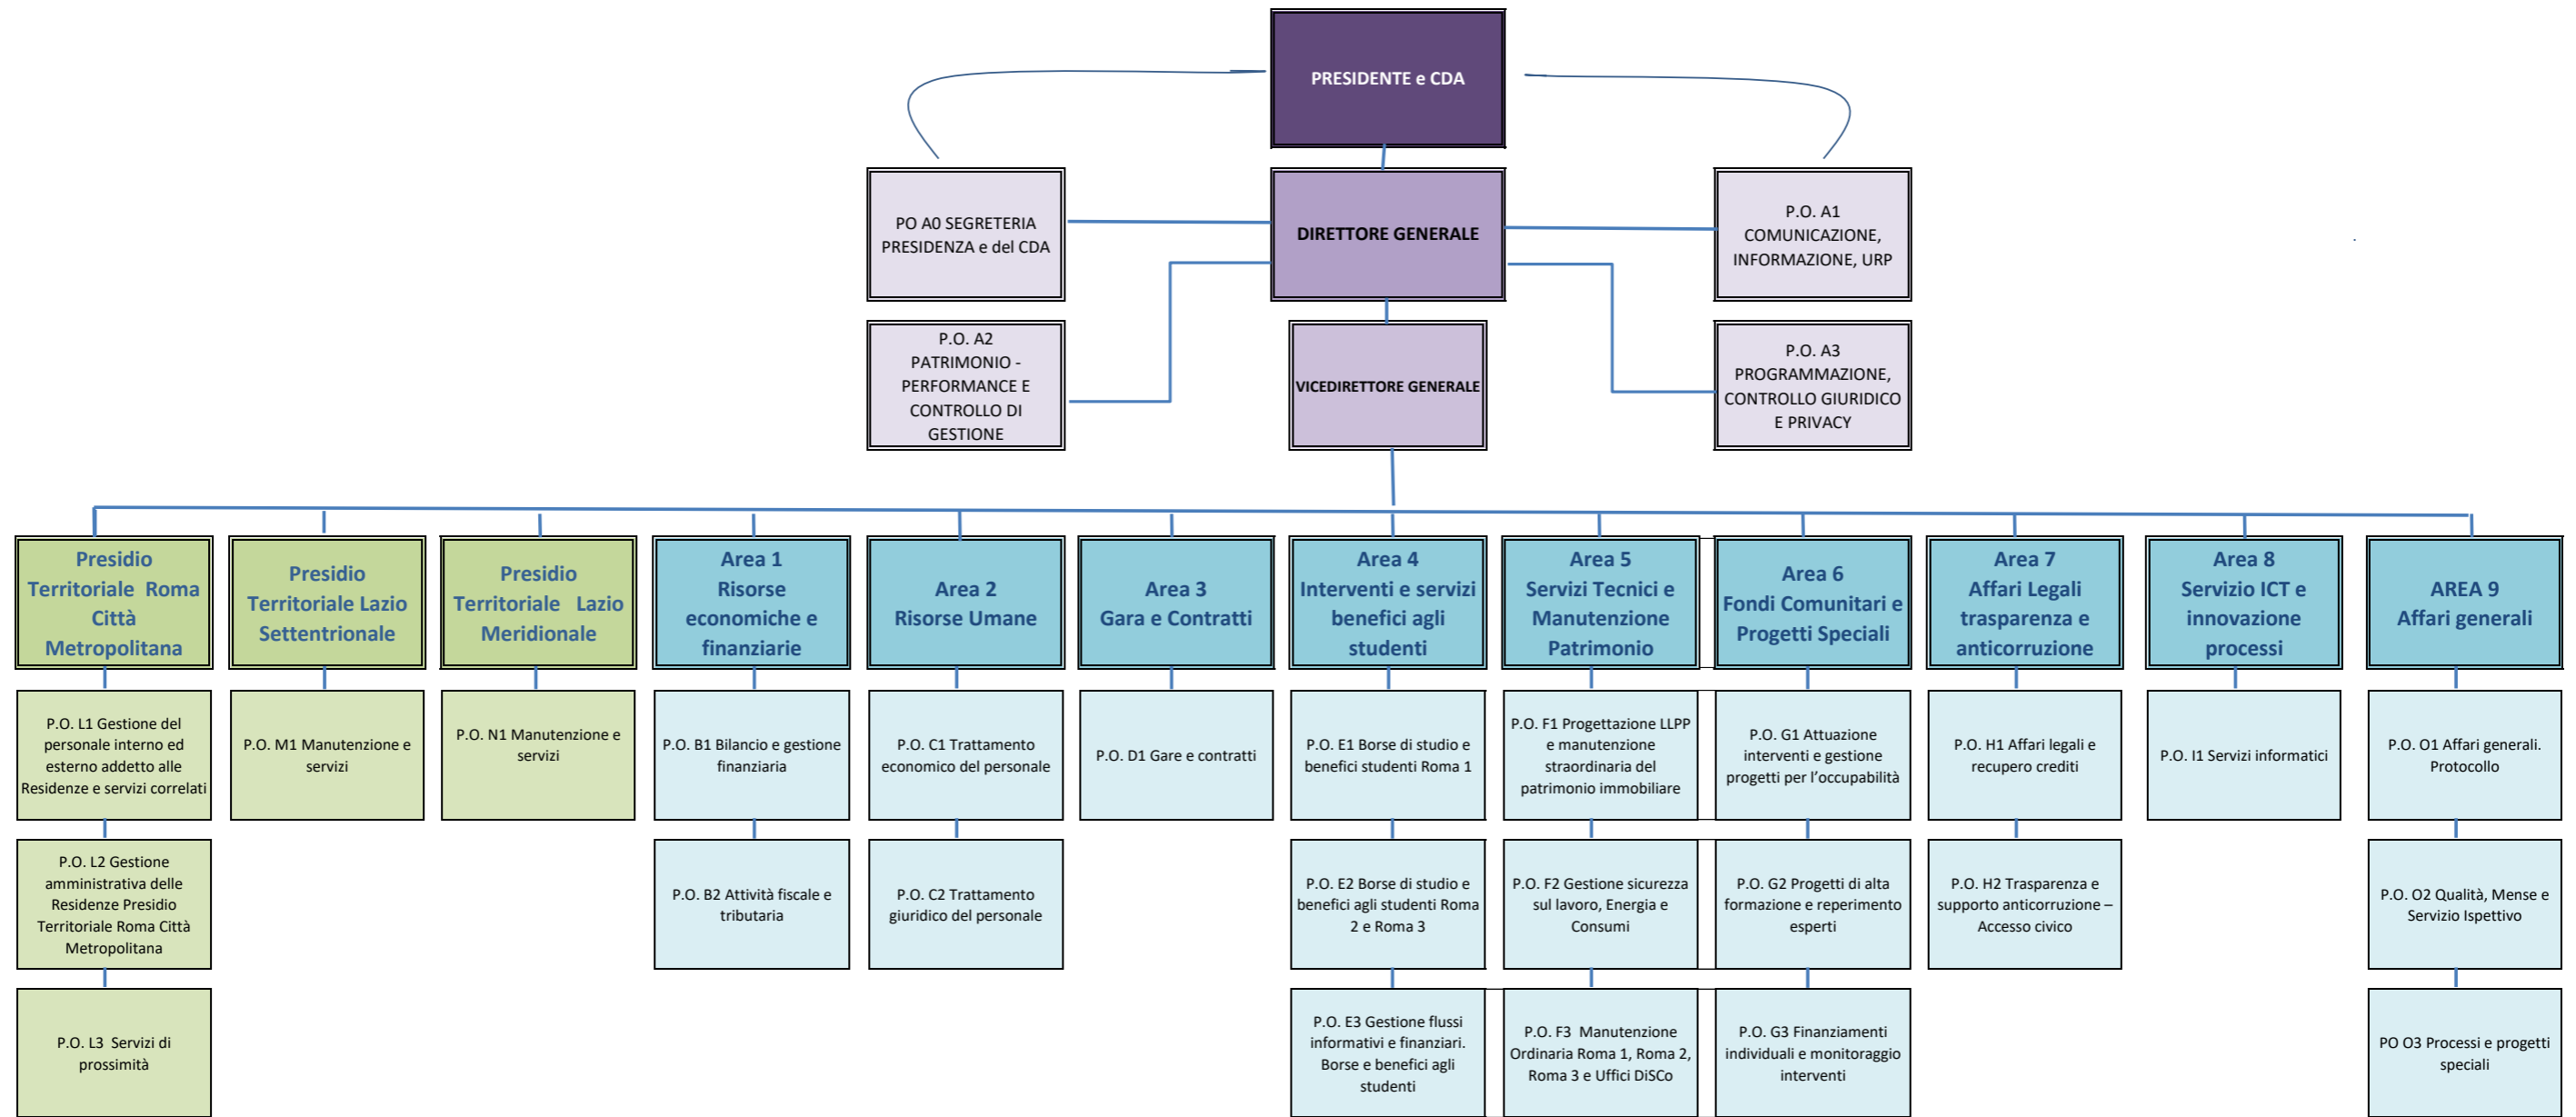 PRESIDENTE e CDA
PO A0 SEGRETERIA
PRESIDENZA e del CDA
DIRETTORE GENERALE
P.O. A1
COMUNICAZIONE,
INFORMAZIONE, URP
P.O. A2
PATRIMONIO -
PERFORMANCE E
CONTROLLO DI
GESTIONE
VICEDIRETTORE GENERALE
P.O. A3
PROGRAMMAZIONE,
CONTROLLO GIURIDICO
E PRIVACY
Presidio
Territoriale Roma
Città
Metropolitana
Presidio
Territoriale Lazio
Settentrionale
Presidio
Territoriale Lazio
Meridionale
Area 1
Risorse
economiche e
finanziarie
Area 2
Risorse Umane
Area 3
Gara e Contratti
Area 4
Interventi e servizi
benefici agli
studenti
Area 5
Servizi Tecnici e
Manutenzione
Patrimonio
Area 6
Fondi Comunitari e
Progetti Speciali
Area 7
Affari Legali
trasparenza e
anticorruzione
Area 8
Servizio ICT e
innovazione
processi
AREA 9
Affari generali
P.O. L1 Gestione del
personale interno ed
esterno addetto alle
Residenze e servizi correlati
P.O. M1 Manutenzione e
servizi
P.O. N1 Manutenzione e
servizi
P.O. B1 Bilancio e gestione
finanziaria
P.O. C1 Trattamento
economico del personale
P.O. D1 Gare e contratti
P.O. E1 Borse di studio e
benefici studenti Roma 1
P.O. F1 Progettazione LLPP
e manutenzione
straordinaria del
patrimonio immobiliare
P.O. G1 Attuazione
interventi e gestione
progetti per l’occupabilità
P.O. H1 Affari legali e
recupero crediti
P.O. I1 Servizi informatici
P.O. O1 Affari generali.
Protocollo
P.O. L2 Gestione
amministrativa delle
Residenze Presidio
Territoriale Roma Città
Metropolitana
P.O. B2 Attività fiscale e
tributaria
P.O. C2 Trattamento
giuridico del personale
P.O. E2 Borse di studio e
benefici agli studenti Roma
2 e Roma 3
P.O. F2 Gestione sicurezza
sul lavoro, Energia e
Consumi
P.O. G2 Progetti di alta
formazione e reperimento
esperti
P.O. H2 Trasparenza e
supporto anticorruzione –
Accesso civico
P.O. O2 Qualità, Mense e
Servizio Ispettivo
P.O. L3 Servizi di
prossimità
P.O. E3 Gestione flussi
informativi e finanziari.
Borse e benefici agli
studenti
P.O. F3 Manutenzione
Ordinaria Roma 1, Roma 2,
Roma 3 e Uffici DiSCo
P.O. G3 Finanziamenti
individuali e monitoraggio
interventi
PO O3 Processi e progetti
speciali